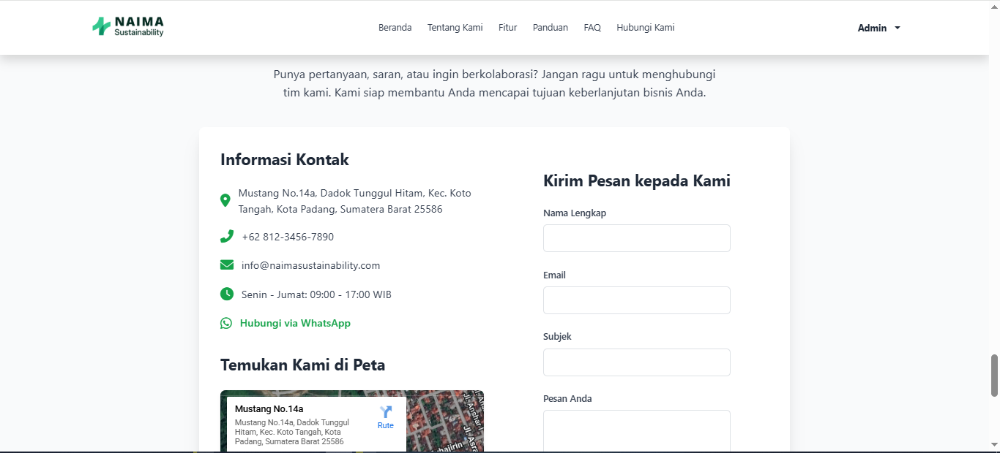 NAIMA
Sustainability
Beranda
Tentang Kami
Fitur
Panduan
FAQ
Hubungi Kami
Admin
Punya pertanyaan, saran, atau ingin berkolaborasi? Jangan ragu untuk menghubungi
tim kami. Kami siap membantu Anda mencapai tujuan keberlanjutan bisnis Anda.
Informasi Kontak
Mustang No.14a, Dadok Tunggul Hitam, Kec. Koto
Tangah, Kota Padang, Sumatera Barat 25586
+62 812-3456-7890
info@naimasustainability.com
Senin - Jumat: 09:00 - 17:00 WIB
Hubungi via WhatsApp
Temukan Kami di Peta
Mustang No.14a
Mustang No.14a, Dadok Tunggul
Hitam, Kec. Koto Tangah, Kota
Padang, Sumatera Barat 25586
Rute
Kirim Pesan kepada Kami
Nama Lengkap
Email
Subjek
Pesan Anda